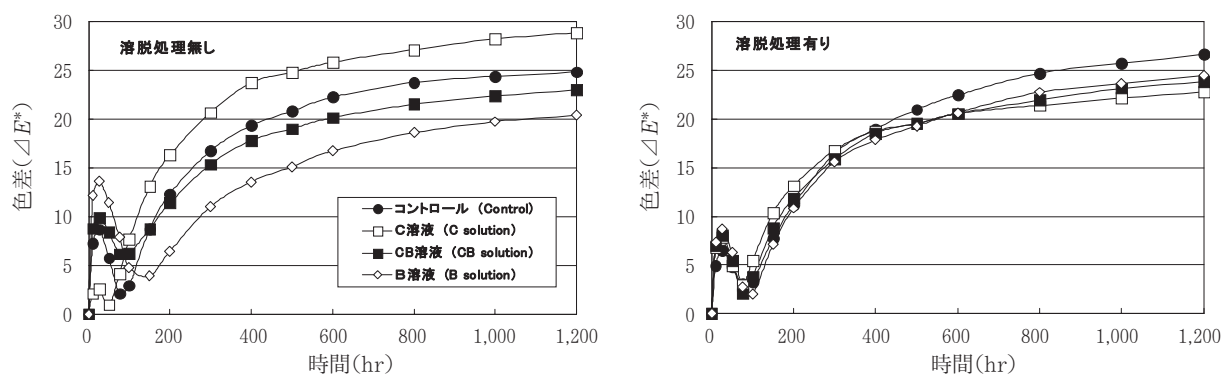 30
25
20
15
10
5
0
色差(⊿E*)
溶脱処理無し
コントロール (Control)
C溶液 (C solution)
CB溶液 (CB solution)
B溶液 (B solution)
0 200 400 600 800 1,000 1,200
時間(hr)
30
25
20
15
10
5
0
色差(⊿E*)
溶脱処理有り
0 200 400 600 800 1,000 1,200
時間(hr)